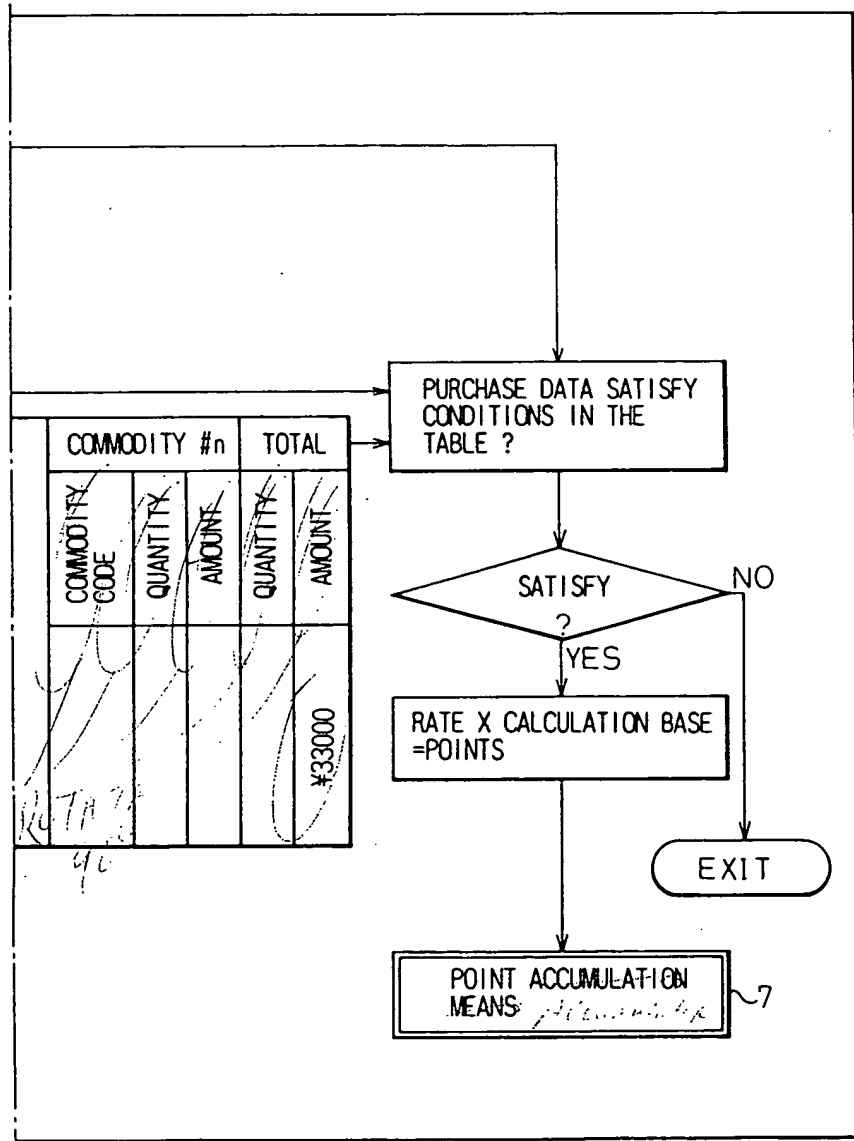 PURCHASE DATA SATISFY
CONDITIONS IN THE
TABLE ?
COMMODITY #n
TOTAL
COMMODITY
CODE
QUANTITY
AMOUNT
QUANTITY
AMOUNT
¥33000
SATISFY
?
NO
YES
RATE X CALCULATION BASE
=POINTS
EXIT
POINT ACCUMULATION
MEANS
7